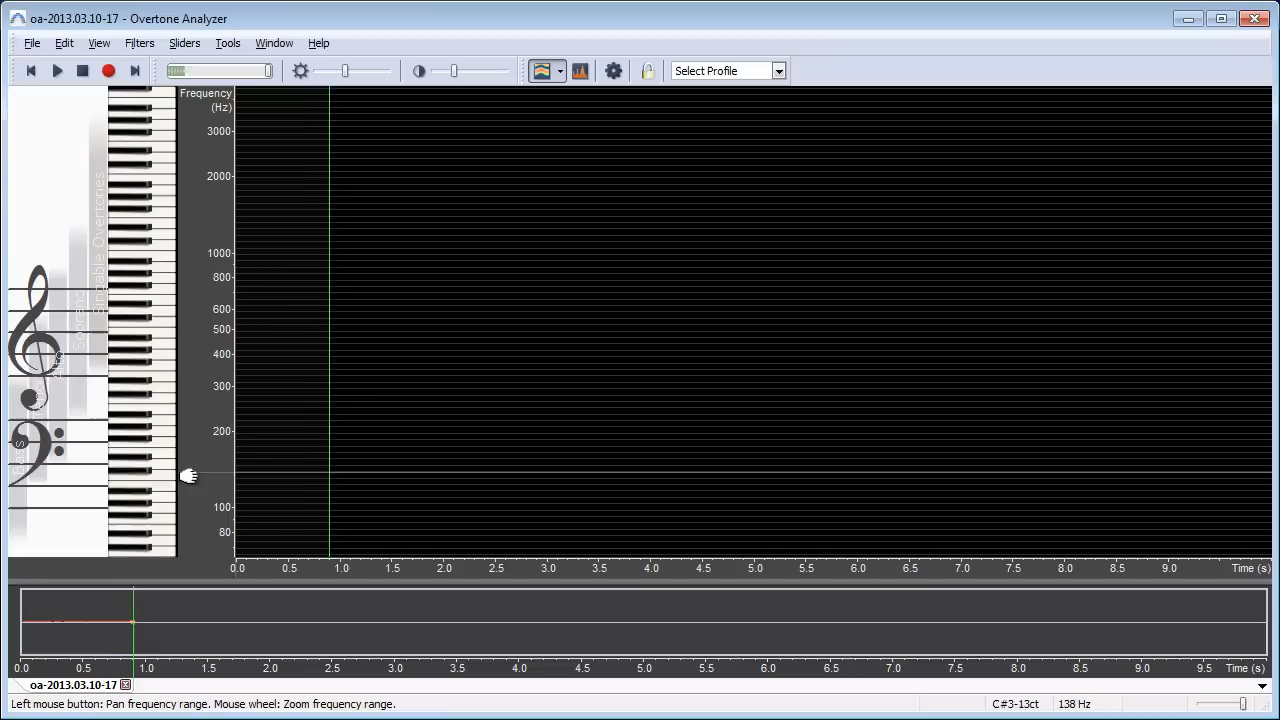 oa-2013.03.10-17 - Overtone Analyzer
File Edit View Filters Sliders Tools Window Help
Select Profile
Frequency
(Hz)
3000
2000
1000
800
600
500
400
300
200
100
80
Singable Overtones
Soprano
Alto
Bass
0.0 0.5 1.0 1.5 2.0 2.5 3.0 3.5 4.0 4.5 5.0 5.5 6.0 6.5 7.0 7.5 8.0 8.5 9.0 Time (s)
0.0 0.5 1.0 1.5 2.0 2.5 3.0 3.5 4.0 4.5 5.0 5.5 6.0 6.5 7.0 7.5 8.0 8.5 9.0 9.5 Time (s)
oa-2013.03.10-17
Left mouse button: Pan frequency range. Mouse wheel: Zoom frequency range. C#3-13ct 138 Hz